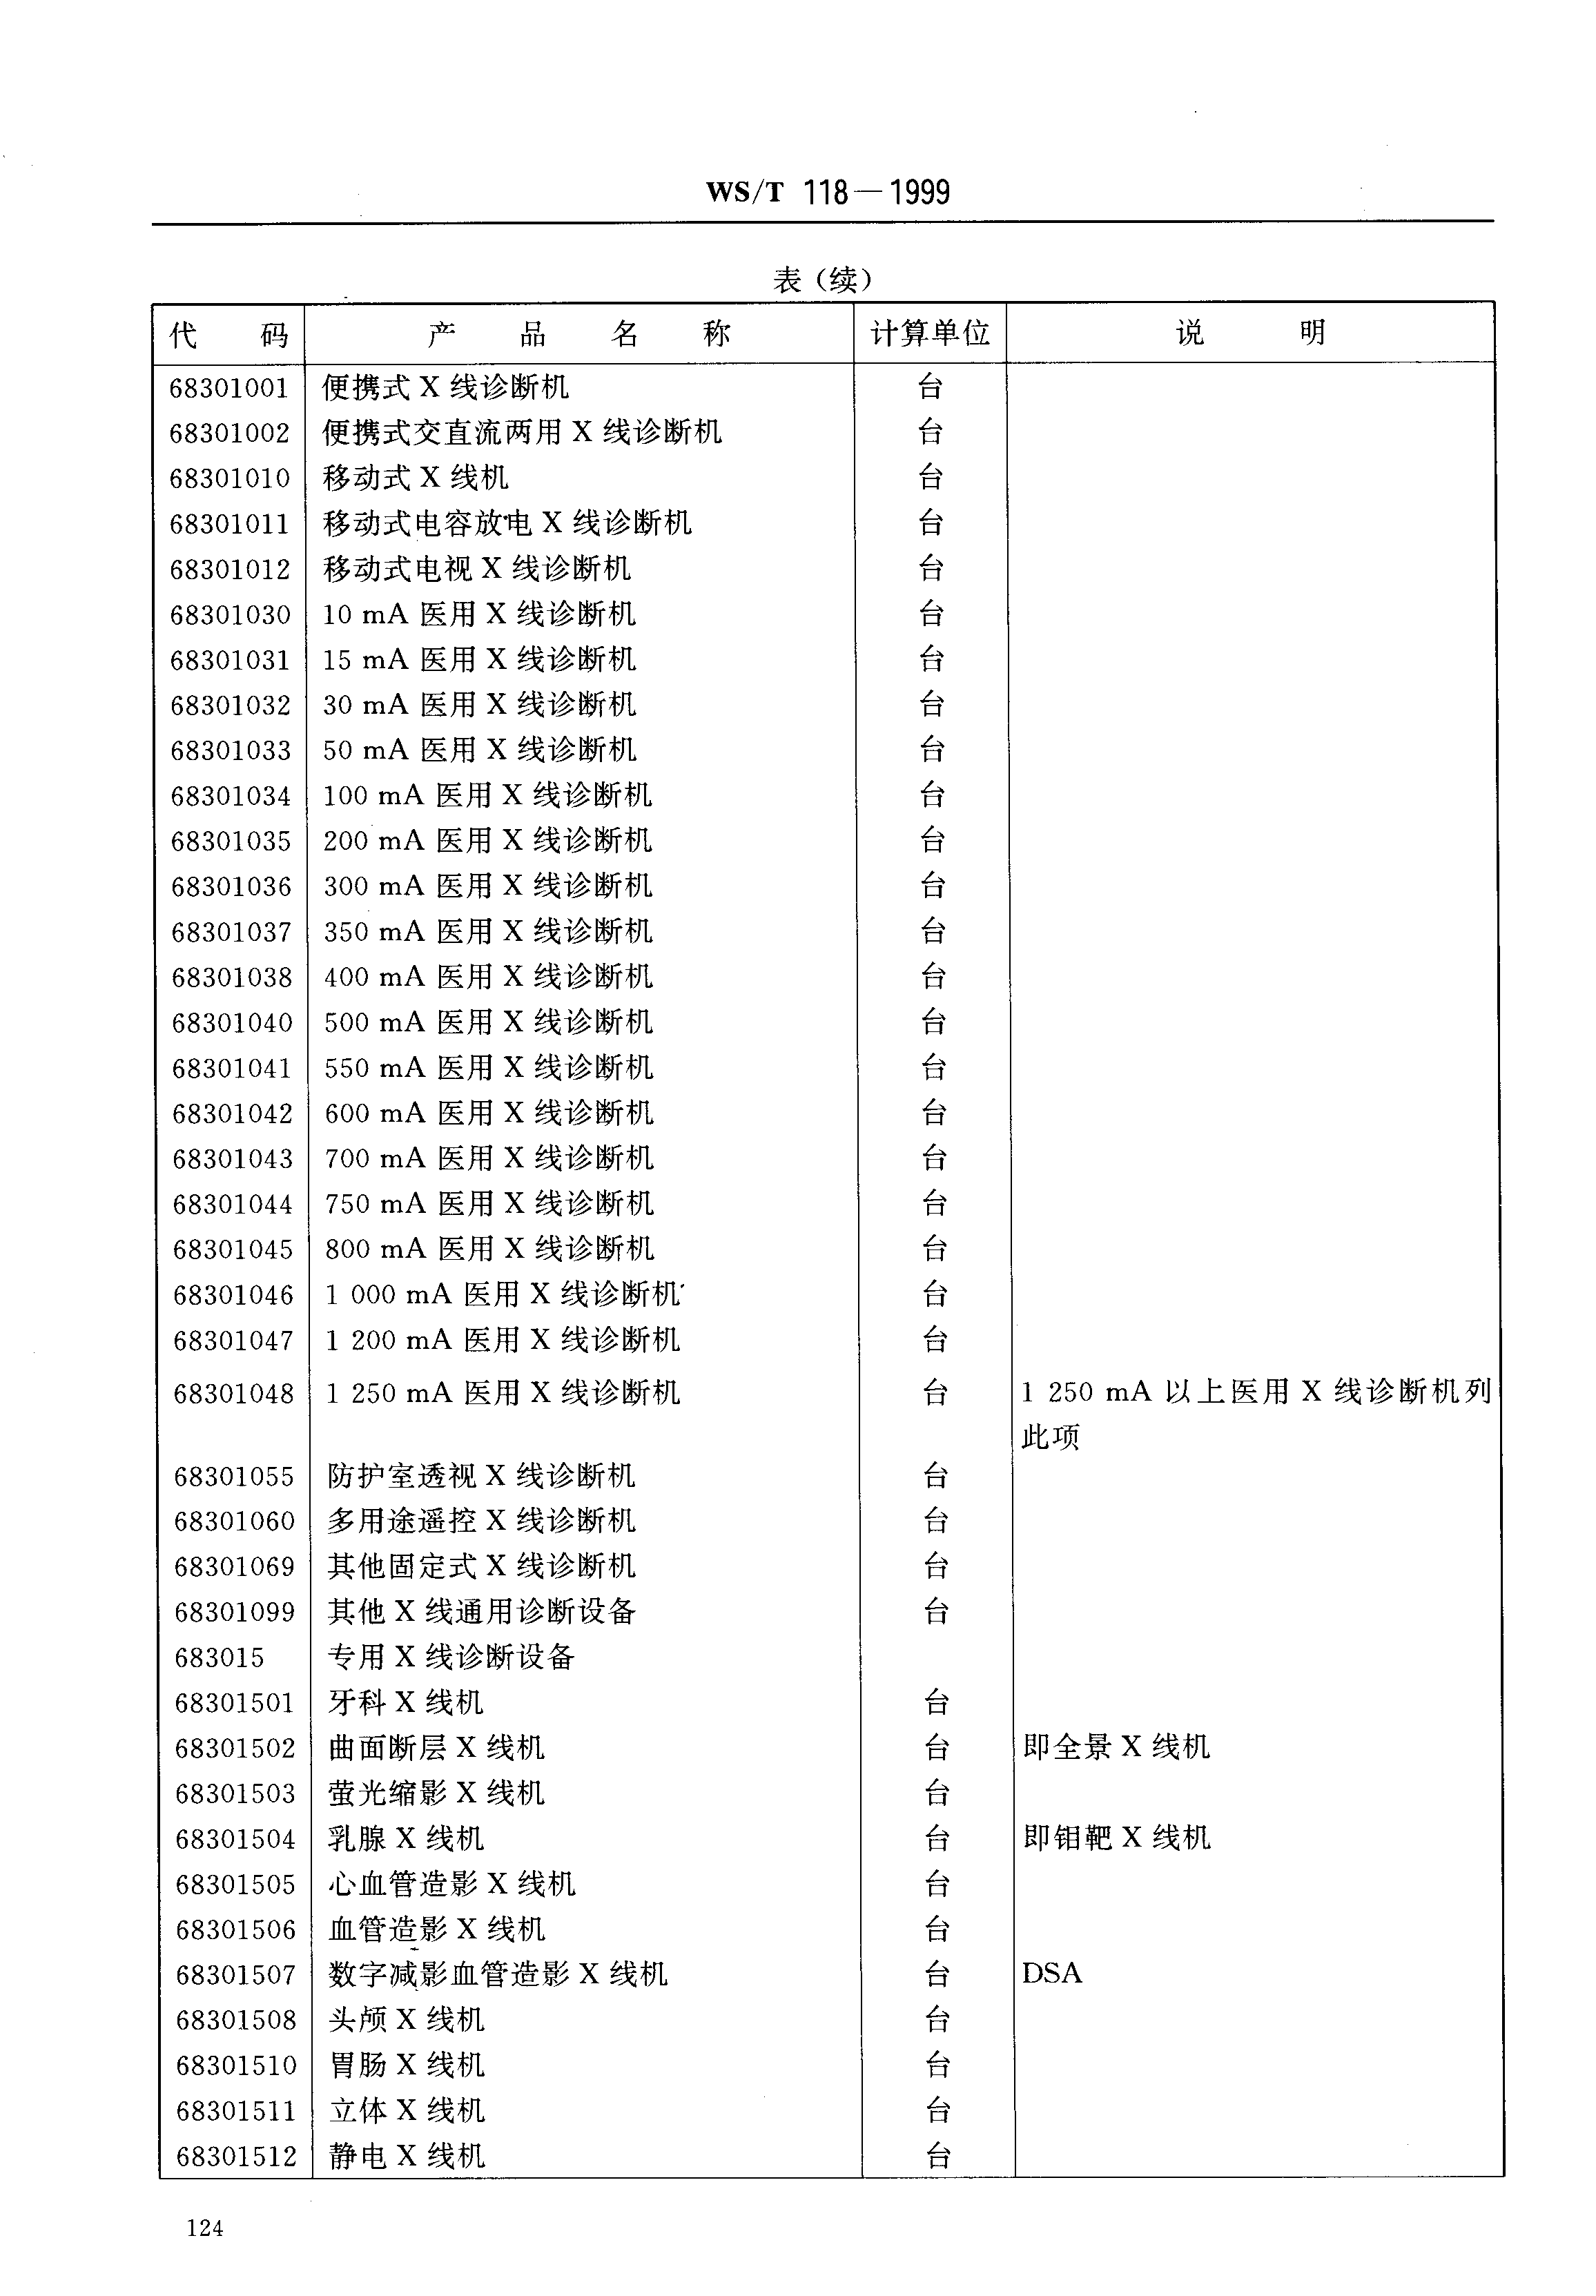 WS/T 118—1999
表（续）
代 码 产 品 名 称 计算单位 说 明
68301001 便携式 X 线诊断机 台
68301002 便携式交直流两用 X 线诊断机 台
68301010 移动式 X 线机 台
68301011 移动式电容放电 X 线诊断机 台
68301012 移动式电视 X 线诊断机 台
68301030 10 mA 医用 X 线诊断机 台
68301031 15 mA 医用 X 线诊断机 台
68301032 30 mA 医用 X 线诊断机 台
68301033 50 mA 医用 X 线诊断机 台
68301034 100 mA 医用 X 线诊断机 台
68301035 200 mA 医用 X 线诊断机 台
68301036 300 mA 医用 X 线诊断机 台
68301037 350 mA 医用 X 线诊断机 台
68301038 400 mA 医用 X 线诊断机 台
68301040 500 mA 医用 X 线诊断机 台
68301041 550 mA 医用 X 线诊断机 台
68301042 600 mA 医用 X 线诊断机 台
68301043 700 mA 医用 X 线诊断机 台
68301044 750 mA 医用 X 线诊断机 台
68301045 800 mA 医用 X 线诊断机 台
68301046 1 000 mA 医用 X 线诊断机 台
68301047 1 200 mA 医用 X 线诊断机 台
68301048 1 250 mA 医用 X 线诊断机 台 1 250 mA 以上医用 X 线诊断机列
此项
68301055 防护室透视 X 线诊断机 台
68301060 多用途遥控 X 线诊断机 台
68301069 其他固定式 X 线诊断机 台
68301099 其他 X 线通用诊断设备 台
683015 专用 X 线诊断设备
68301501 牙科 X 线机 台
68301502 曲面断层 X 线机 台 即全景 X 线机
68301503 萤光缩影 X 线机 台
68301504 乳腺 X 线机 台 即钼靶 X 线机
68301505 心血管造影 X 线机 台
68301506 血管造影 X 线机 台
68301507 数字减影血管造影 X 线机 台 DSA
68301508 头颅 X 线机 台
68301510 胃肠 X 线机 台
68301511 立体 X 线机 台
68301512 静电 X 线机 台
124